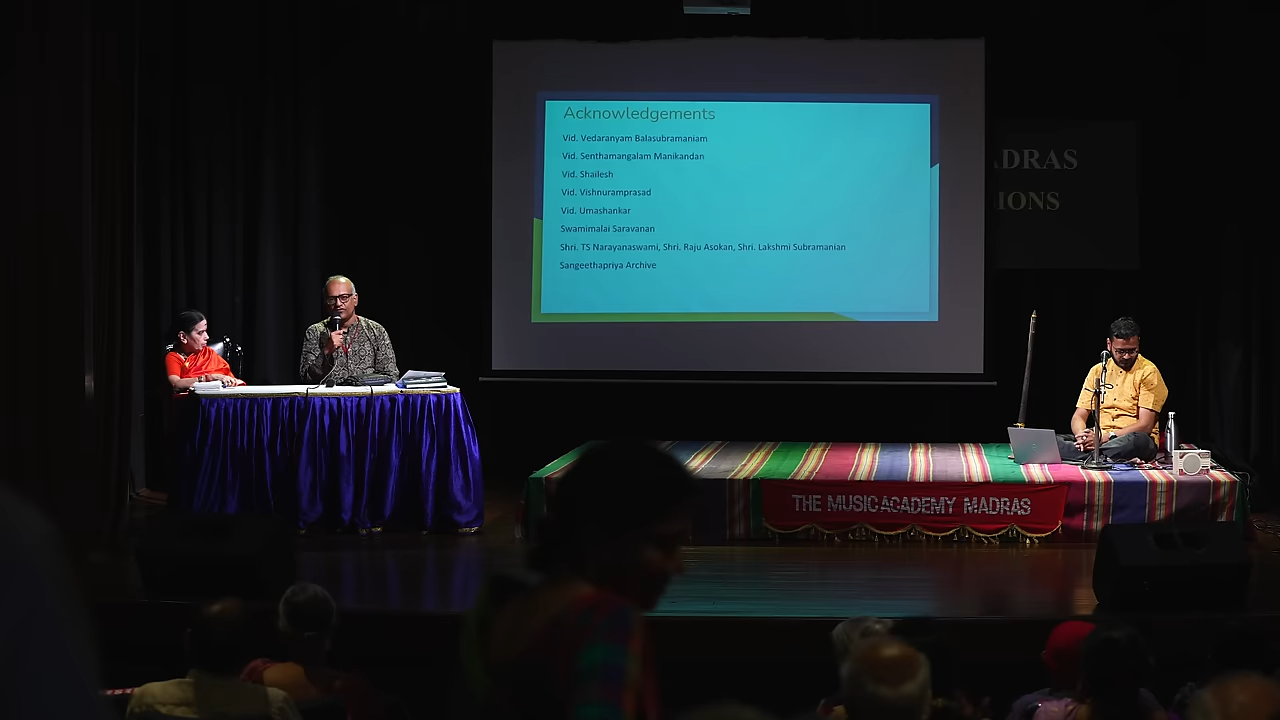 Acknowledgements
Vid. Vedaranyam Balasubramaniam
Vid. Senthamangalam Manikandan
Vid. Shailesh
Vid. Vishnuramprasad
Vid. Umashankar
Swamimalai Saravanan
Shri. TS Narayanaswami, Shri. Raju Asokan, Shri. Lakshmi Subramanian
Sangeethapriya Archive
ADRAS
IONS
THE MUSIC ACADEMY MADRAS